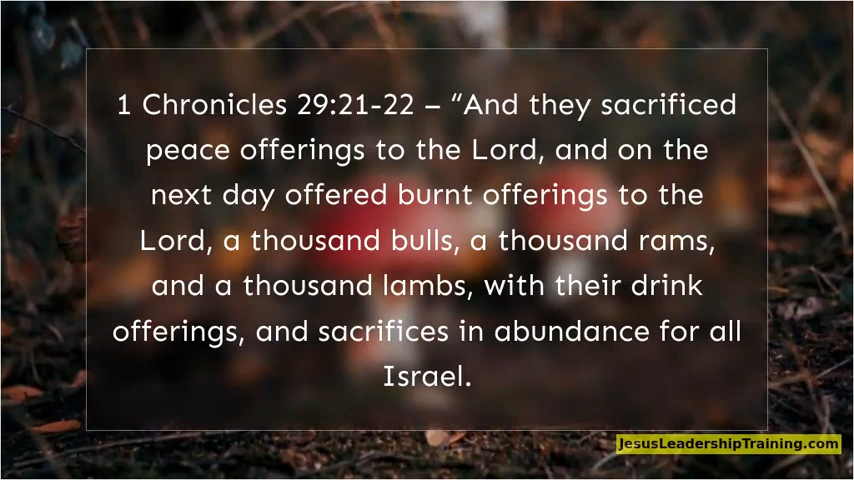 1 Chronicles 29:21-22 – “And they sacrificed
peace offerings to the Lord, and on the
next day offered burnt offerings to the
Lord, a thousand bulls, a thousand rams,
and a thousand lambs, with their drink
offerings, and sacrifices in abundance for all
Israel.
JesusLeadershipTraining.com